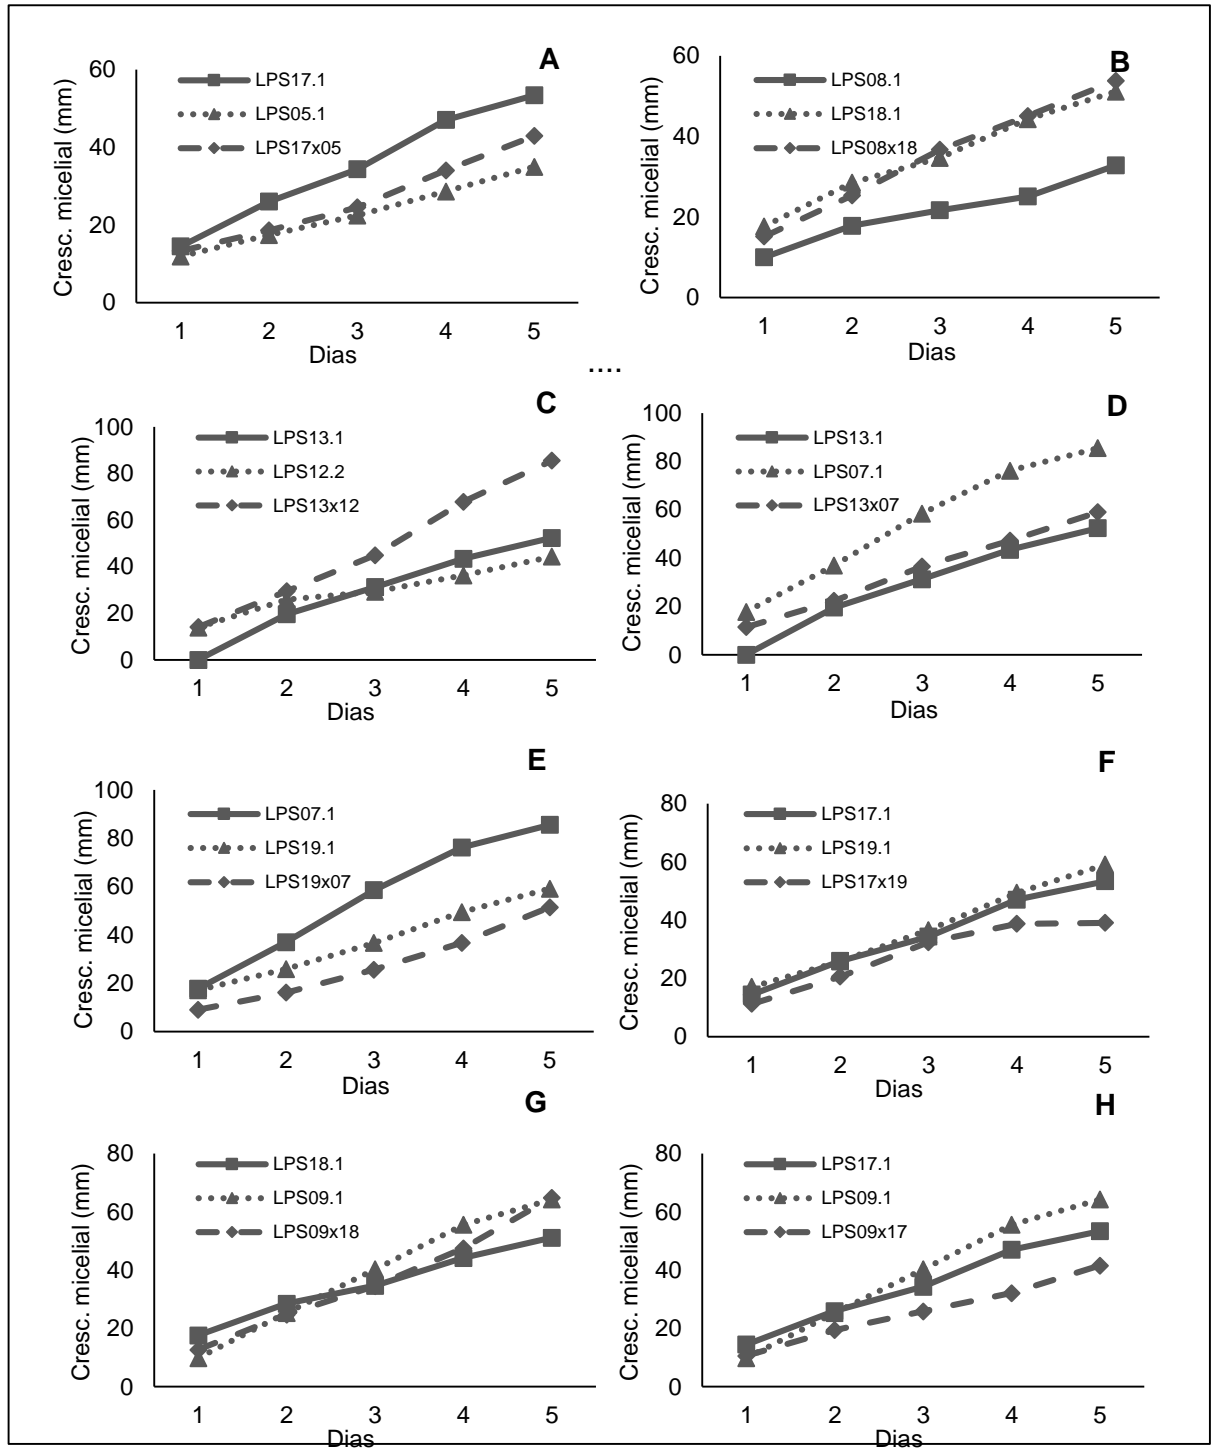 A
60
40
20
0
Cresc. micelial (mm)
LPS17.1
LPS05.1
LPS17x05
1 2 3 4 5
Dias
B
60
40
20
0
Cresc. micelial (mm)
LPS08.1
LPS18.1
LPS08x18
1 2 3 4 5
Dias
....
C
100
80
60
40
20
0
Cresc. micelial (mm)
LPS13.1
LPS12.2
LPS13x12
1 2 3 4 5
Dias
D
100
80
60
40
20
0
Cresc. micelial (mm)
LPS13.1
LPS07.1
LPS13x07
1 2 3 4 5
Dias
E
100
80
60
40
20
0
Cresc. micelial (mm)
LPS07.1
LPS19.1
LPS19x07
1 2 3 4 5
Dias
F
80
60
40
20
0
Cresc. micelial (mm)
LPS17.1
LPS19.1
LPS17x19
1 2 3 4 5
Dias
G
80
60
40
20
0
Cresc. micelial (mm)
LPS18.1
LPS09.1
LPS09x18
1 2 3 4 5
Dias
H
80
60
40
20
0
Cresc. micelial (mm)
LPS17.1
LPS09.1
LPS09x17
1 2 3 4 5
Dias